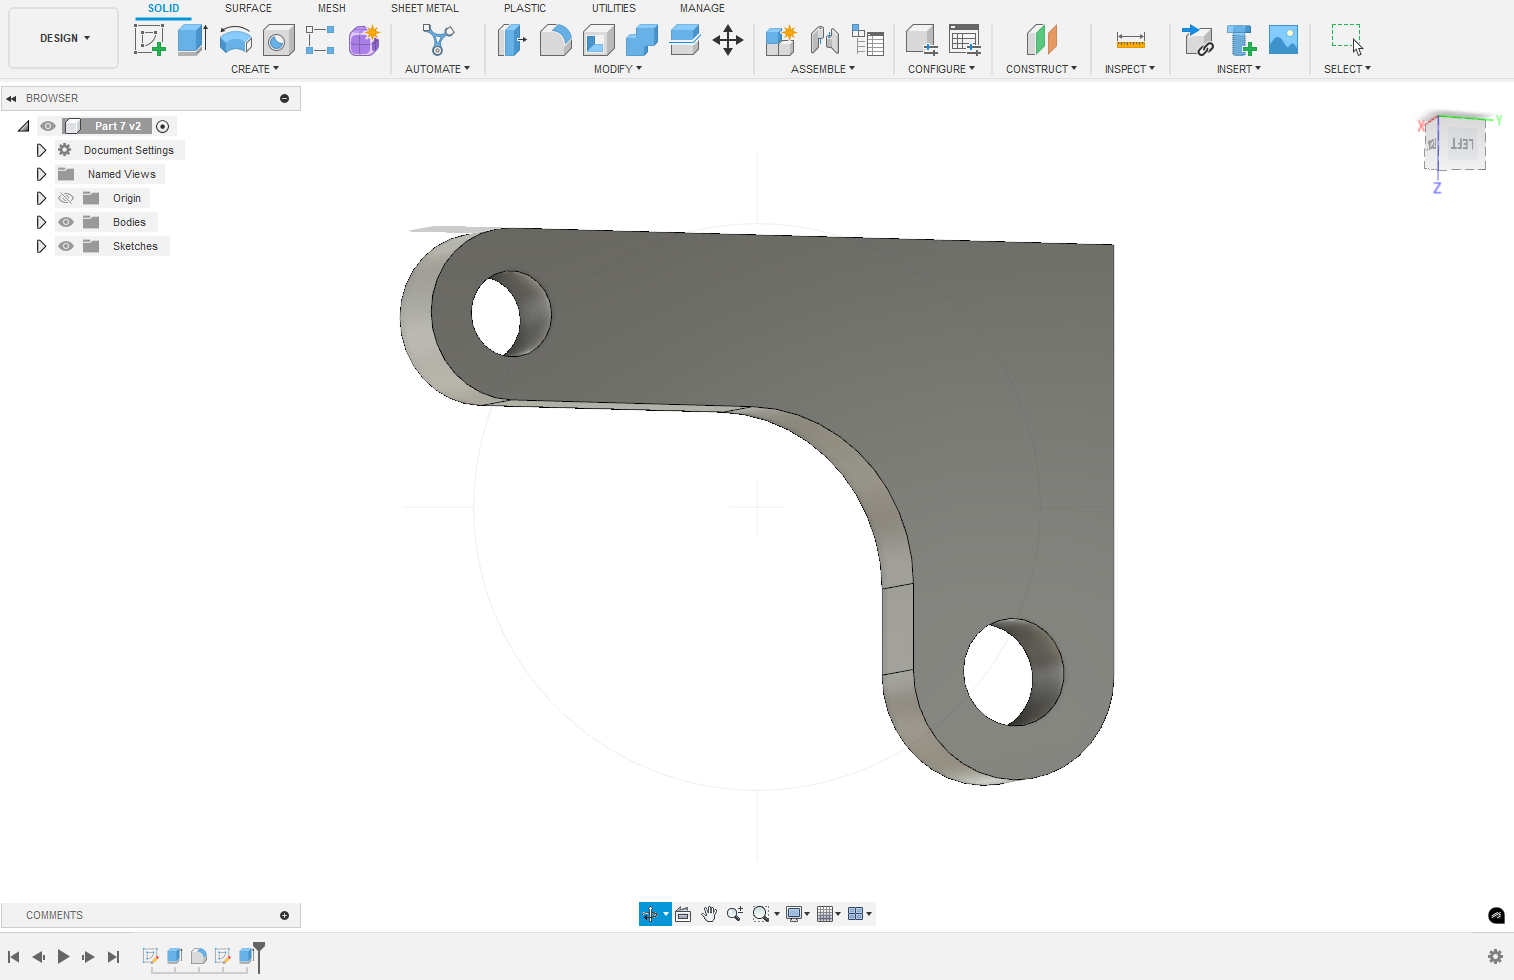 SOLID SURFACE MESH SHEET METAL PLASTIC UTILITIES MANAGE
DESIGN
CREATE AUTOMATE MODIFY ASSEMBLE CONFIGURE CONSTRUCT INSPECT INSERT SELECT
BROWSER
Part 7 v2
Document Settings
Named Views
Origin
Bodies
Sketches
X
Y
LEFT
Z
COMMENTS